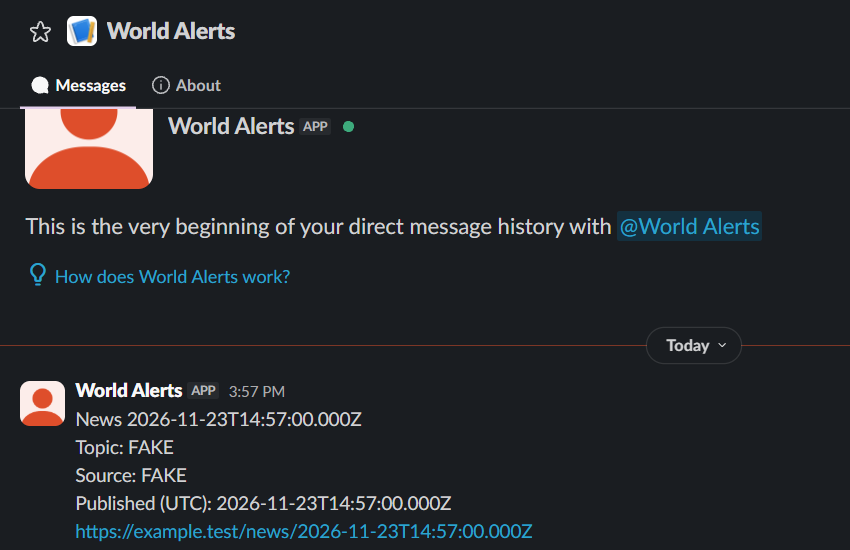 World Alerts
Messages About
World Alerts APP
This is the very beginning of your direct message history with @World Alerts
How does World Alerts work?
Today
World Alerts APP 3:57 PM
News 2026-11-23T14:57:00.000Z
Topic: FAKE
Source: FAKE
Published (UTC): 2026-11-23T14:57:00.000Z
https://example.test/news/2026-11-23T14:57:00.000Z